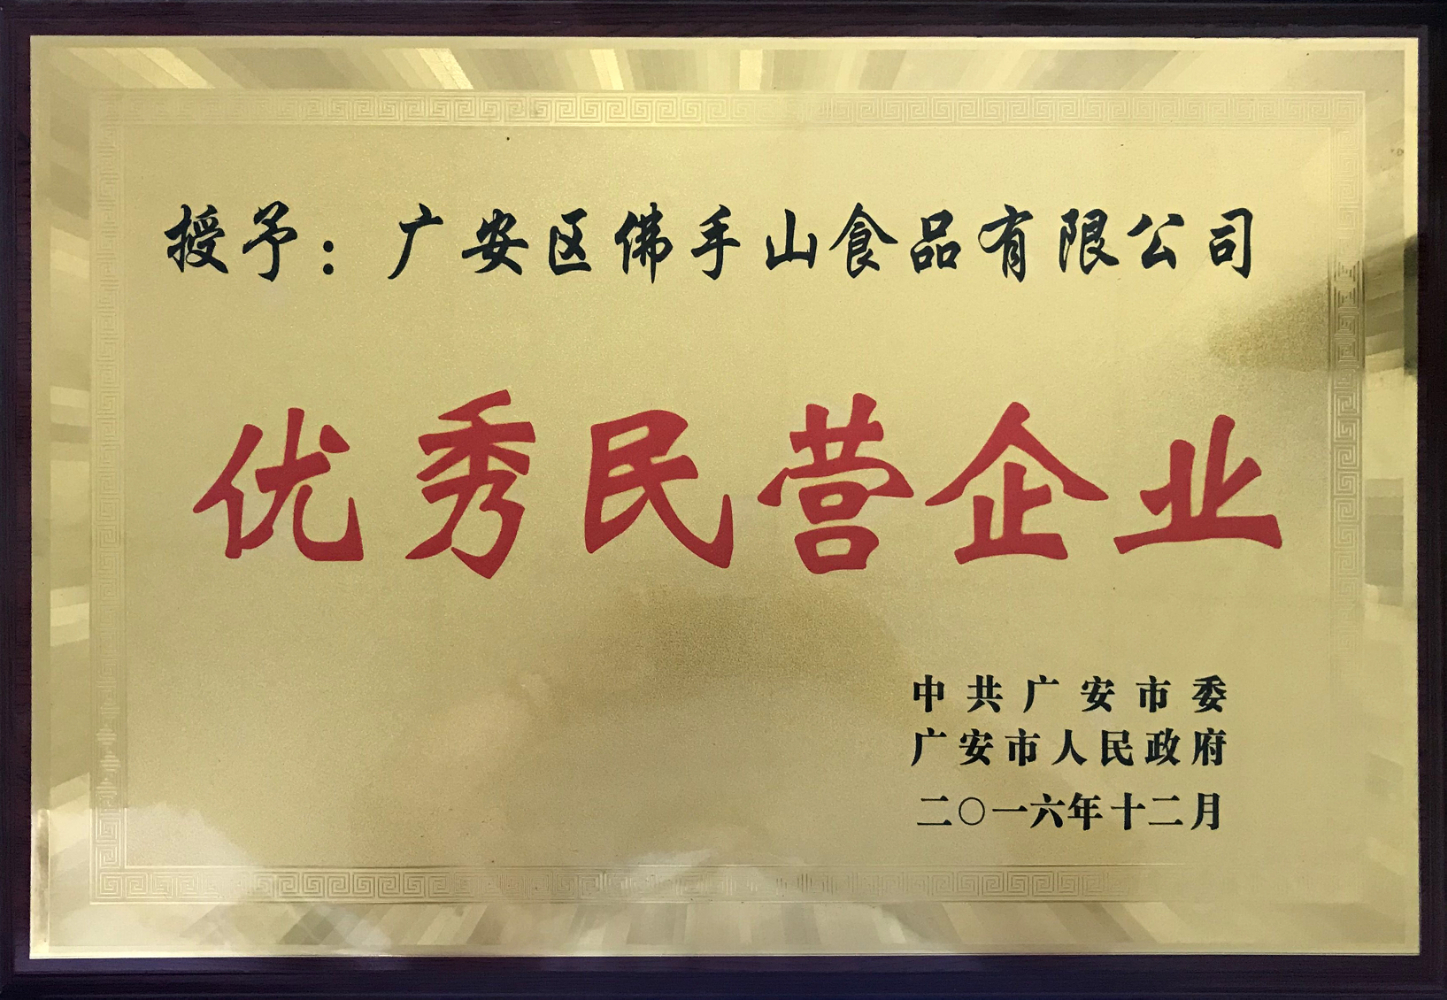 授予：广安区佛手山食品有限公司
优秀民营企业
中共广安市委
广安市人民政府
二〇一六年十二月